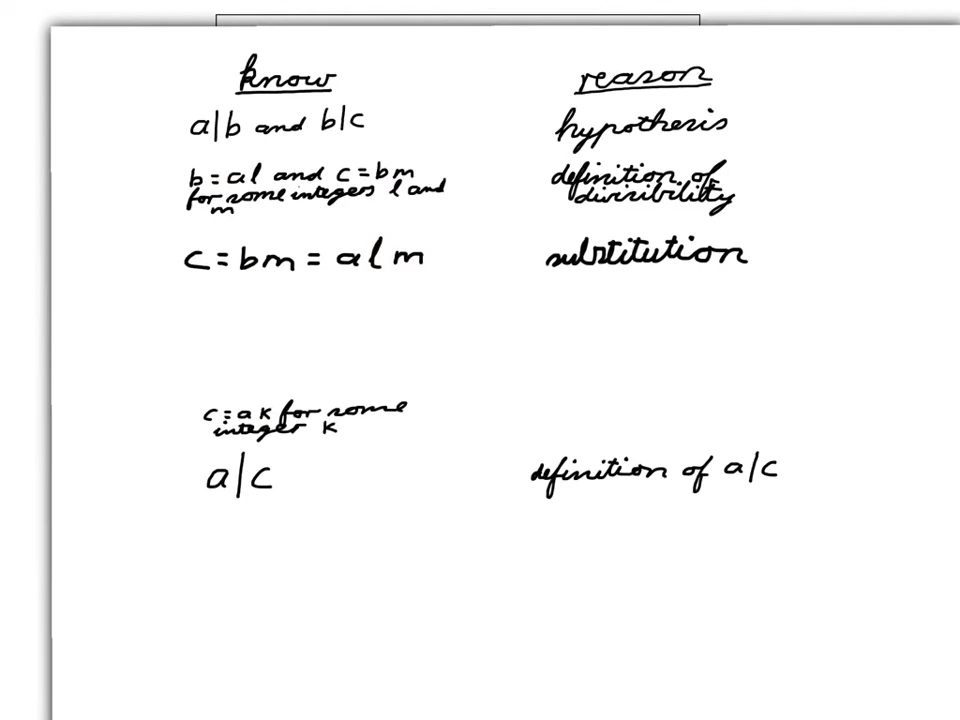 know reason
a|b and b|c hypothesis
b = al and c = bm definition of
for some integers l and divisibility
m
c = bm = alm substitution
c = ak for some
integer k
a|c definition of a|c